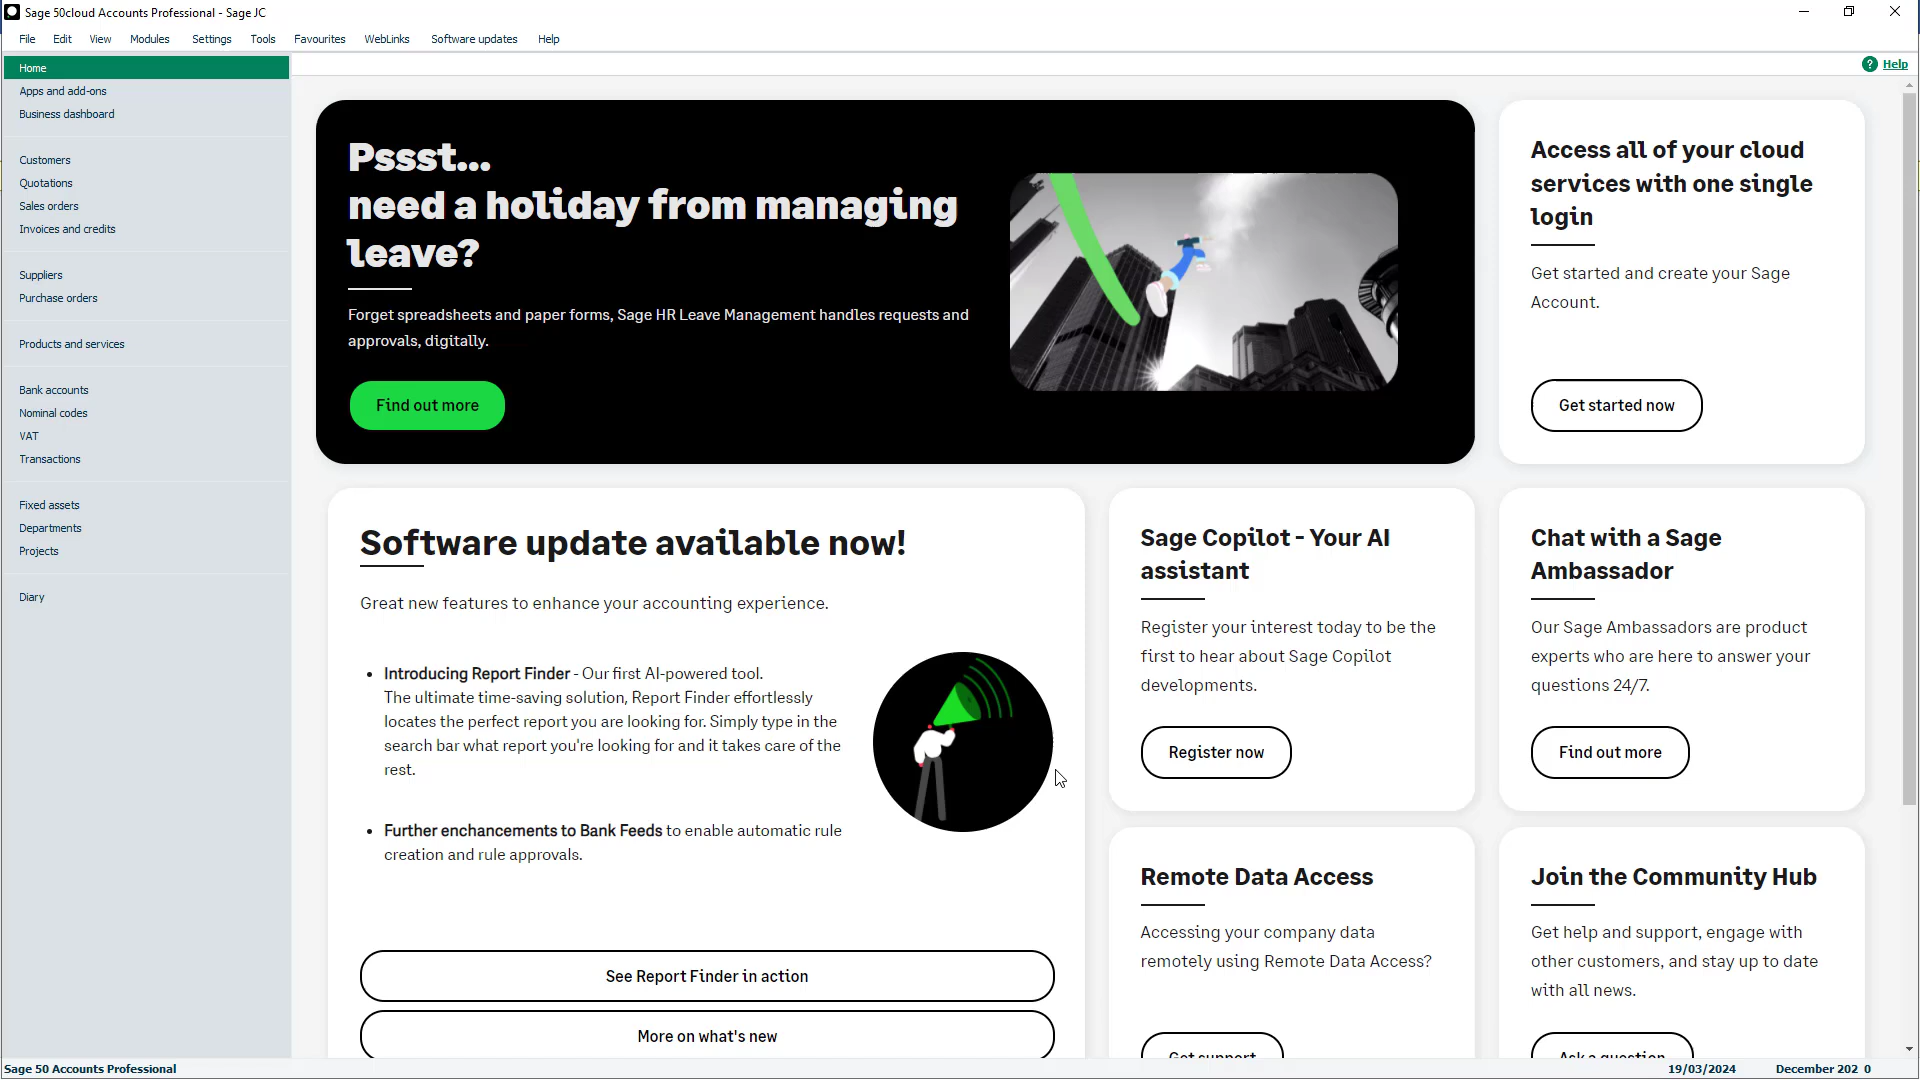 Sage 50cloud Accounts Professional - Sage JC
File Edit View Modules Settings Tools Favourites WebLinks Software updates Help
Home
Apps and add-ons
Business dashboard
Customers
Quotations
Sales orders
Invoices and credits
Suppliers
Purchase orders
Products and services
Bank accounts
Nominal codes
VAT
Transactions
Fixed assets
Departments
Projects
Diary
Help
Pssst...
need a holiday from managing
leave?
Forget spreadsheets and paper forms, Sage HR Leave Management handles requests and
approvals, digitally.
Find out more
Access all of your cloud
services with one single
login
Get started and create your Sage
Account.
Get started now
Software update available now!
Great new features to enhance your accounting experience.
• Introducing Report Finder - Our first AI-powered tool.
The ultimate time-saving solution, Report Finder effortlessly
locates the perfect report you are looking for. Simply type in the
search bar what report you're looking for and it takes care of the
rest.
• Further enchancements to Bank Feeds to enable automatic rule
creation and rule approvals.
See Report Finder in action
More on what's new
Sage Copilot - Your AI
assistant
Register your interest today to be the
first to hear about Sage Copilot
developments.
Register now
Chat with a Sage
Ambassador
Our Sage Ambassadors are product
experts who are here to answer your
questions 24/7.
Find out more
Remote Data Access
Accessing your company data
remotely using Remote Data Access?
Get support
Join the Community Hub
Get help and support, engage with
other customers, and stay up to date
with all news.
Ask a question
Sage 50 Accounts Professional
19/03/2024
December 202 0